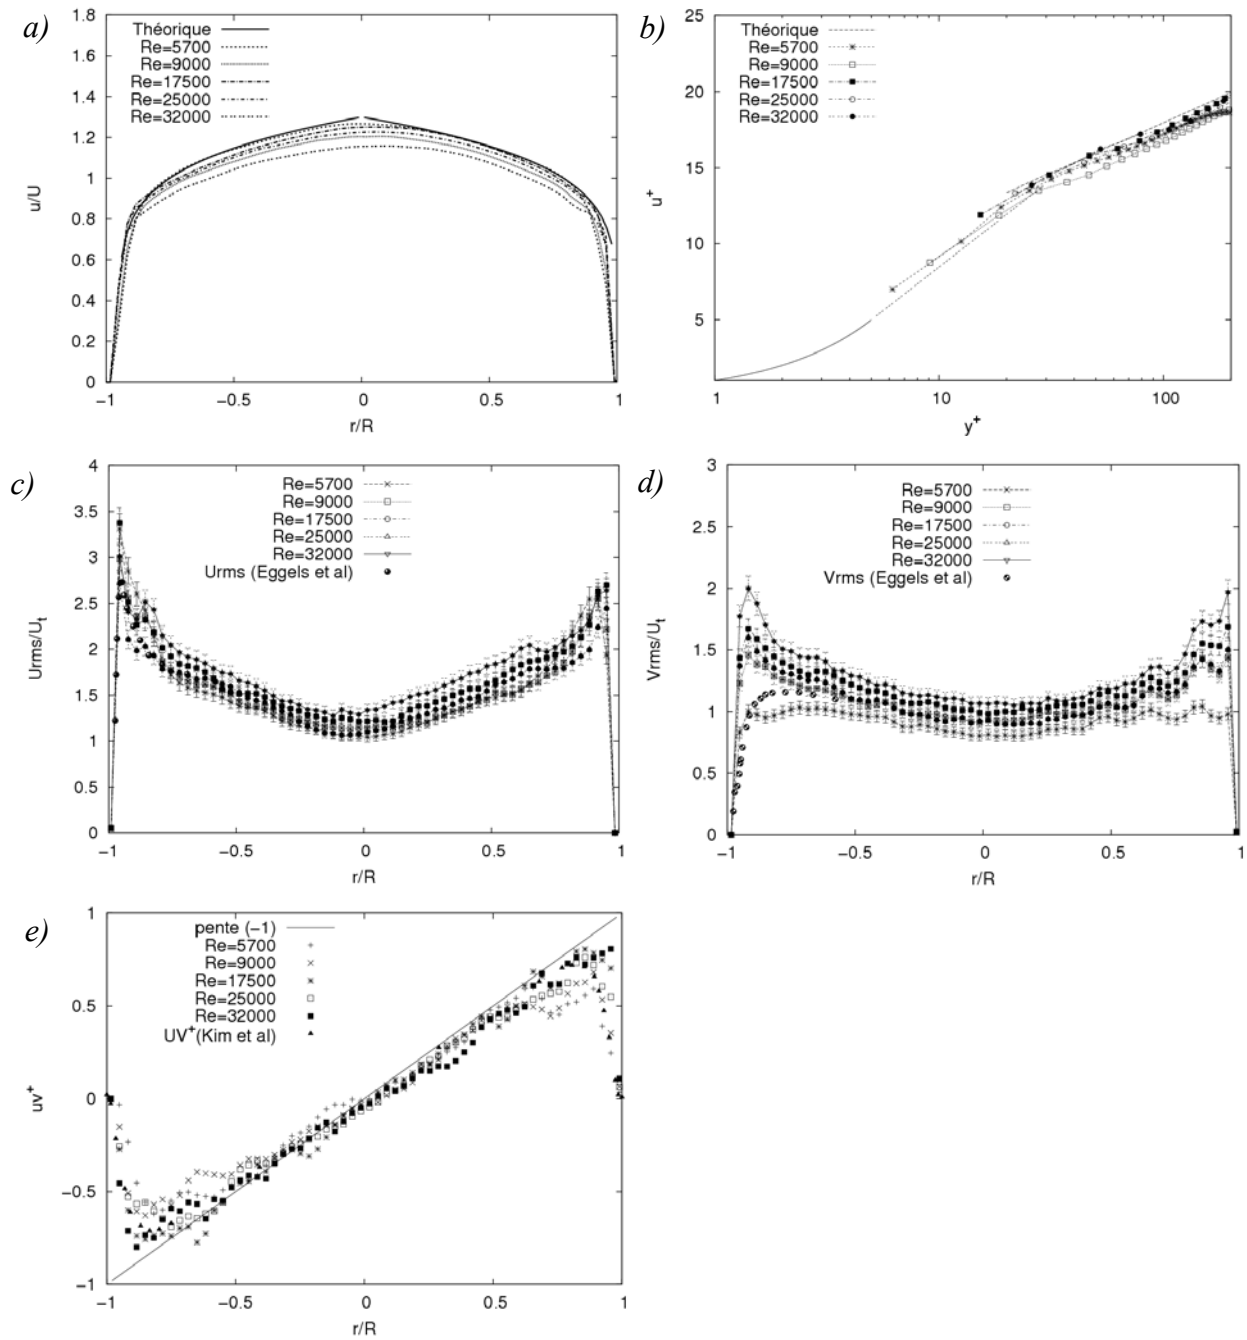 a)
1.8
1.6
1.4
1.2
1
0.8
0.6
0.4
0.2
0
Théorique
Re=5700
Re=9000
Re=17500
Re=25000
Re=32000
u/U
−1
−0.5
0
0.5
1
r/R
b)
25
20
15
10
5
Théorique
Re=5700
Re=9000
Re=17500
Re=25000
Re=32000
u+
1
10
100
y+
c)
4
3.5
3
2.5
2
1.5
1
0.5
0
Re=5700
Re=9000
Re=17500
Re=25000
Re=32000
Urms (Eggels et al)
Urms/Ut
−1
−0.5
0
0.5
1
r/R
d)
3
2.5
2
1.5
1
0.5
0
Re=5700
Re=9000
Re=17500
Re=25000
Re=32000
Vrms (Eggels et al)
Vrms/Ut
−1
−0.5
0
0.5
1
r/R
e)
1
0.5
0
−0.5
−1
pente (−1)
Re=5700
Re=9000
Re=17500
Re=25000
Re=32000
UV+(Kim et al)
uv+
−1
−0.5
0
0.5
1
r/R